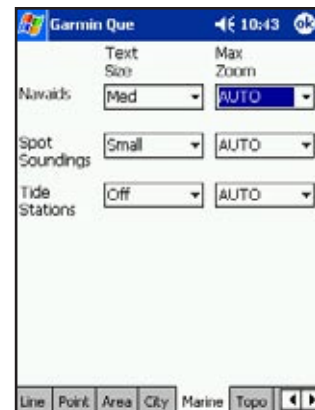 Garmin Que 10:43 ok
Text Size Max Zoom
Navaids Med AUTO
Spot Soundings Small AUTO
Tide Stations Off AUTO
Line Point Area City Marine Topo